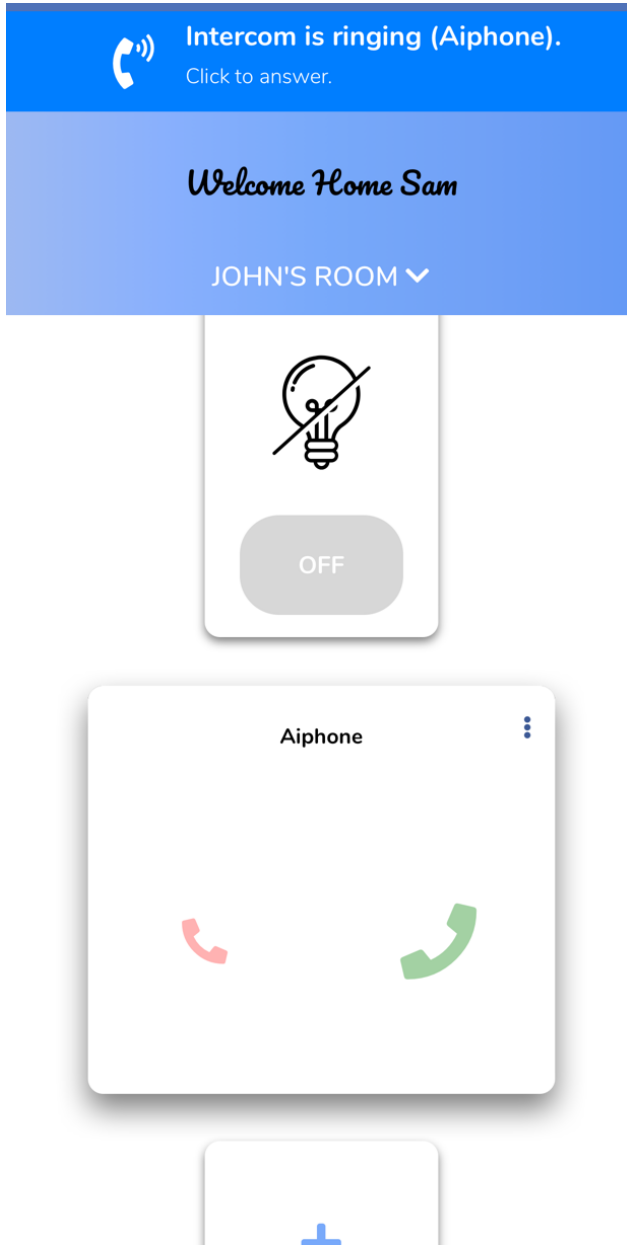 Intercom is ringing (Aiphone).
Click to answer.
Welcome Home Sam
JOHN'S ROOM
OFF
Aiphone